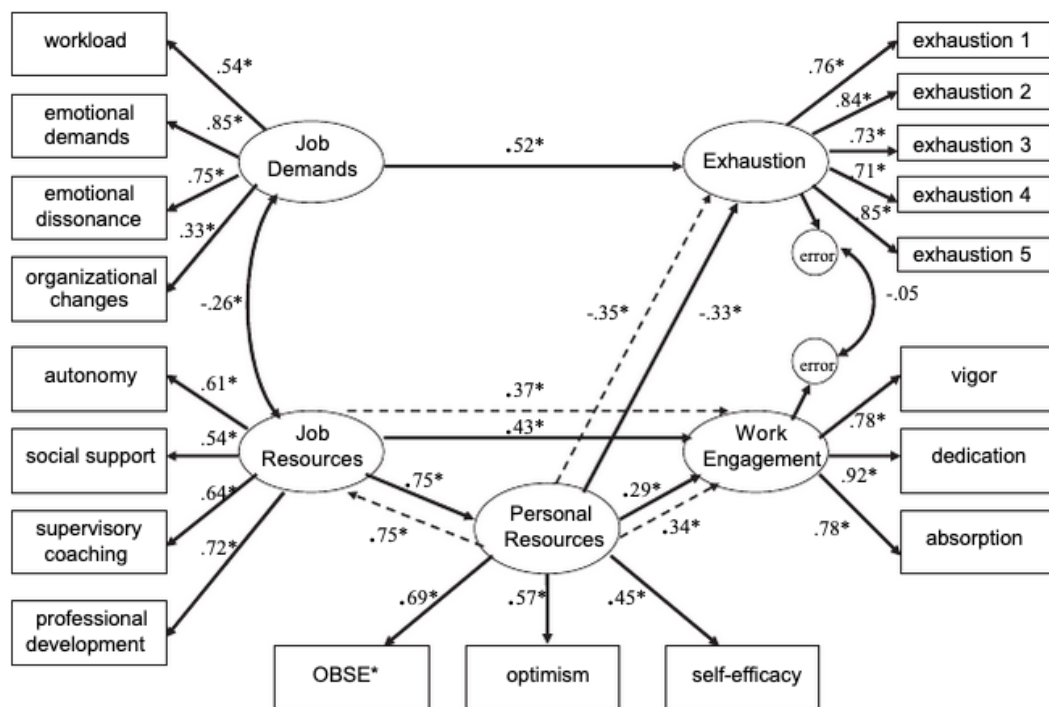 workload
.54*
emotional
demands
.85*
emotional
dissonance
.75*
organizational
changes
.33*
Job
Demands
.52*
Exhaustion
.76*
exhaustion 1
.84*
exhaustion 2
.73*
exhaustion 3
.71*
exhaustion 4
.85*
exhaustion 5
error
-.05
error
-.26*
-.35*
-.33*
autonomy
.61*
social support
.54*
supervisory
coaching
.64*
professional
development
.72*
Job
Resources
.37*
.43*
Work
Engagement
vigor
.78*
dedication
.92*
absorption
.78*
.75*
.75*
Personal
Resources
.29*
.34*
.69*
.57*
.45*
OBSE*
optimism
self-efficacy